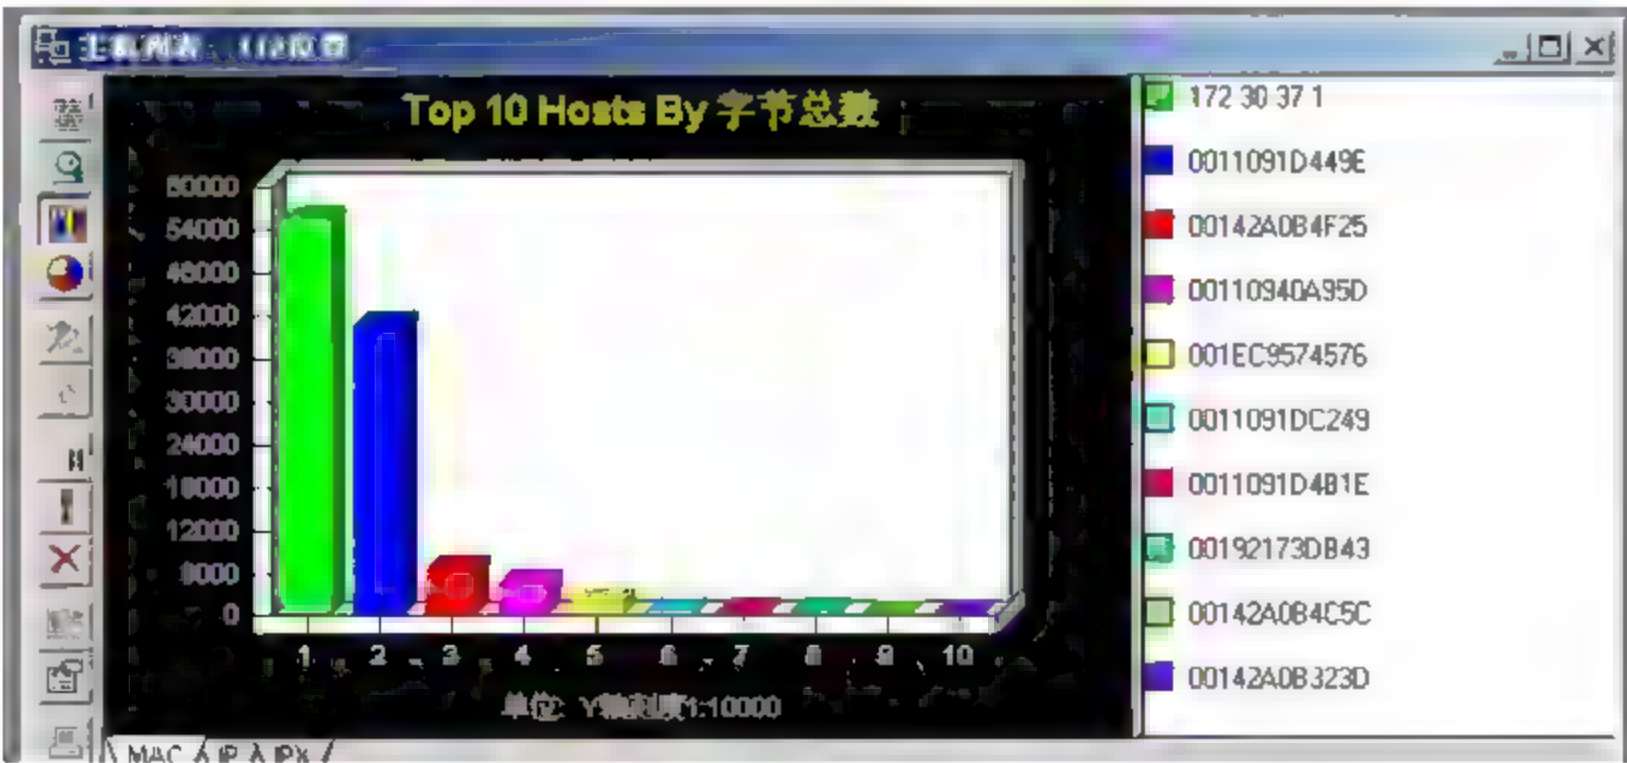 Top 10 Hosts By 字节总数
60000
54000
48000
42000
36000
30000
24000
18000
12000
6000
0
1 2 3 4 5 6 7 8 9 10
单位: Y轴刻度1:10000
172 30 37 1
0011091D449E
00142A0B4F25
00110940A95D
001EC9574576
0011091DC249
0011091D4B1E
00192173DB43
00142A0B4C5C
00142A0B323D
MAC IP IPX